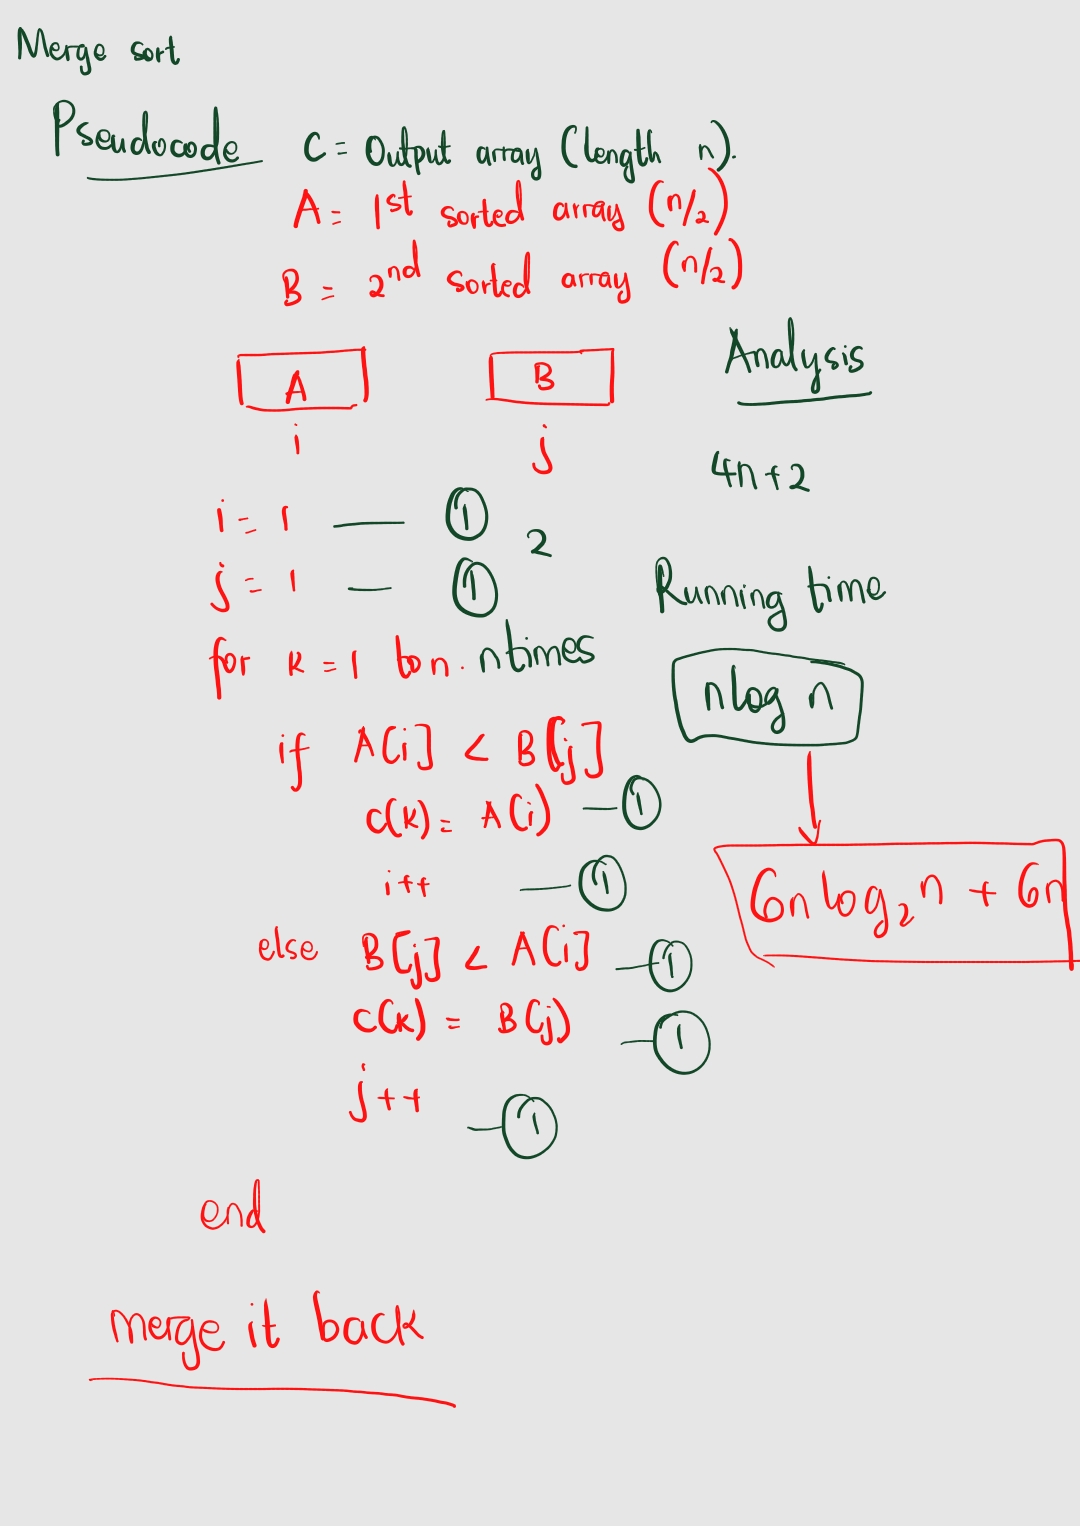 Merge sort
Pseudocode
C = Output array (length n).
A = 1st sorted array (n/2)
B = 2nd sorted array (n/2)
A
B
i
j
i = 1 — 1
j = 1 — 1
2
for k = 1 to n. n times
if A[i] < B[j]
c(k) = A(i) — 1
i++ — 1
else B[j] < A[i] — 1
c(k) = B(j) — 1
j++ — 1
end
merge it back
Analysis
4n+2
Running time
nlog n
6n log₂n + 6n